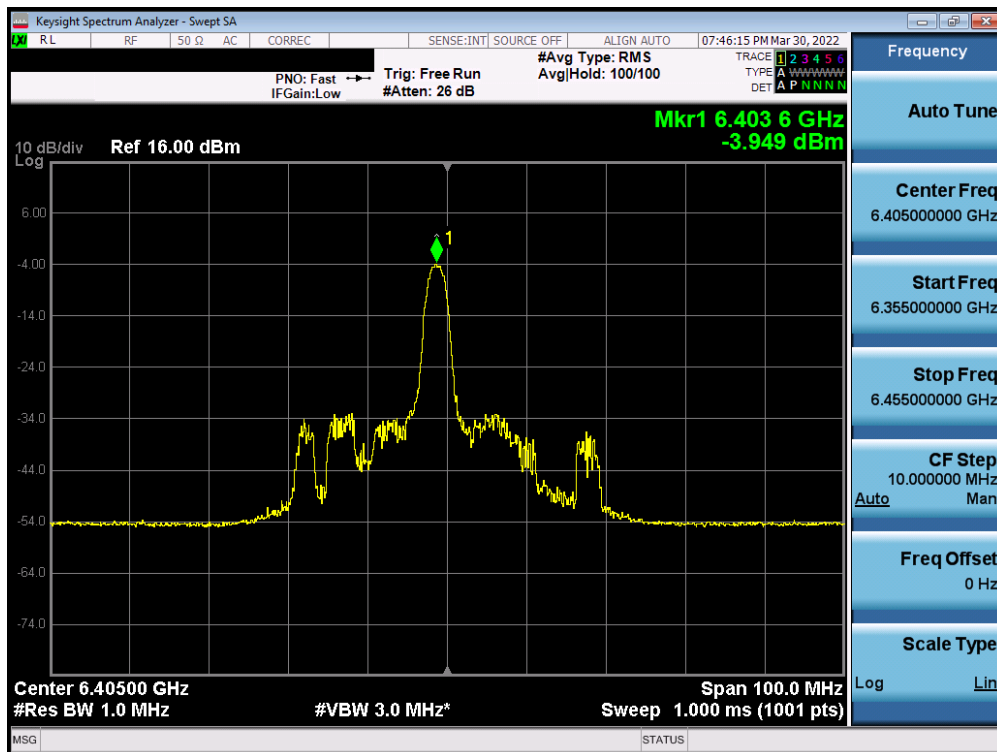 Keysight Spectrum Analyzer - Swept SA
LXI RL RF 50 Ω AC CORREC SENSE:INT SOURCE OFF ALIGN AUTO 07:46:15 PM Mar 30, 2022
PNO: Fast
IFGain:Low
Trig: Free Run
#Atten: 26 dB
#Avg Type: RMS
Avg|Hold: 100/100
TRACE 1 2 3 4 5 6
TYPE A WWWWW
DET A P N N N N
Mkr1 6.403 6 GHz
-3.949 dBm
10 dB/div Ref 16.00 dBm
Log
1
6.00
-4.00
-14.0
-24.0
-34.0
-44.0
-54.0
-64.0
-74.0
Center 6.40500 GHz Span 100.0 MHz
#Res BW 1.0 MHz #VBW 3.0 MHz* Sweep 1.000 ms (1001 pts)
MSG STATUS
Frequency
Auto Tune
Center Freq
6.405000000 GHz
Start Freq
6.355000000 GHz
Stop Freq
6.455000000 GHz
CF Step
10.000000 MHz
Auto Man
Freq Offset
0 Hz
Scale Type
Log Lin